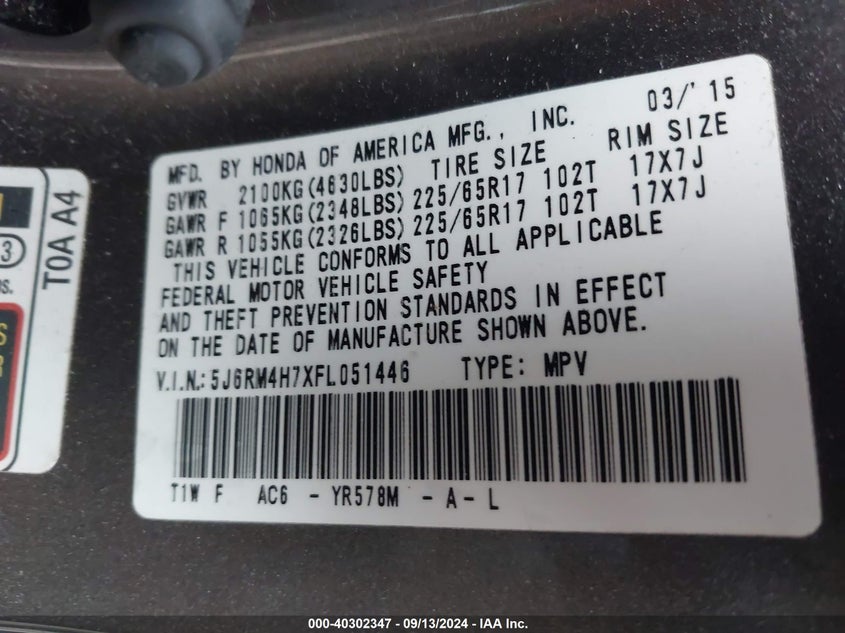 MFD. BY HONDA OF AMERICA MFG., INC. 03/'15
GVWR 2100KG(4630LBS) TIRE SIZE RIM SIZE
GAWR F 1065KG(2348LBS) 225/65R17 102T 17X7J
GAWR R 1055KG(2326LBS) 225/65R17 102T 17X7J
THIS VEHICLE CONFORMS TO ALL APPLICABLE
FEDERAL MOTOR VEHICLE SAFETY
AND THEFT PREVENTION STANDARDS IN EFFECT
ON THE DATE OF MANUFACTURE SHOWN ABOVE.
V.I.N.: 5J6RM4H7XFL051446 TYPE: MPV
T1W F AC6 - YR578M - A - L
T0A A4
3
000-40302347 - 09/13/2024 - IAA Inc.